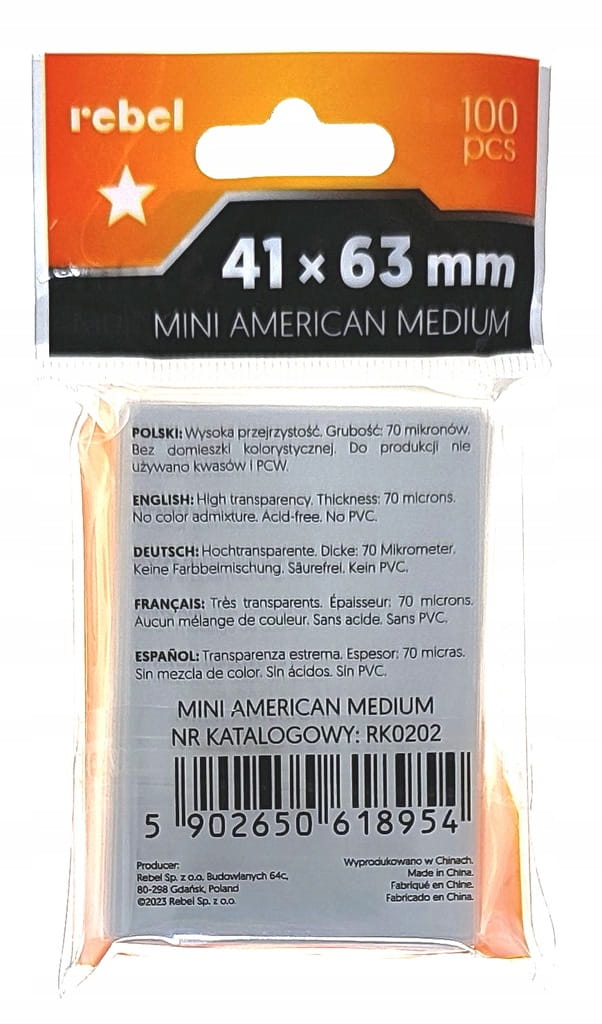 rebel
100
pcs
41 × 63 mm
MINI AMERICAN MEDIUM
POLSKI: Wysoka przejrzystość. Grubość: 70 mikronów.
Bez domieszki kolorystycznej. Do produkcji nie
używano kwasów i PCW.
ENGLISH: High transparency. Thickness: 70 microns.
No color admixture. Acid-free. No PVC.
DEUTSCH: Hochtransparente. Dicke: 70 Mikrometer.
Keine Farbbeimischung. Säurefrei. Kein PVC.
FRANÇAIS: Très transparents. Épaisseur: 70 microns.
Aucun mélange de couleur. Sans acide. Sans PVC.
ESPAÑOL: Transparenza estrema. Espesor: 70 micras.
Sin mezcla de color. Sin ácidos. Sin PVC.
MINI AMERICAN MEDIUM
NR KATALOGOWY: RK0202
5 902650 618954
Producer:
Rebel Sp. z o.o. Budowlanych 64c,
80-298 Gdańsk, Poland
©2023 Rebel Sp. z o.o.
Wyprodukowano w Chinach.
Made in China.
Fabriqué en Chine.
Fabricado en China.